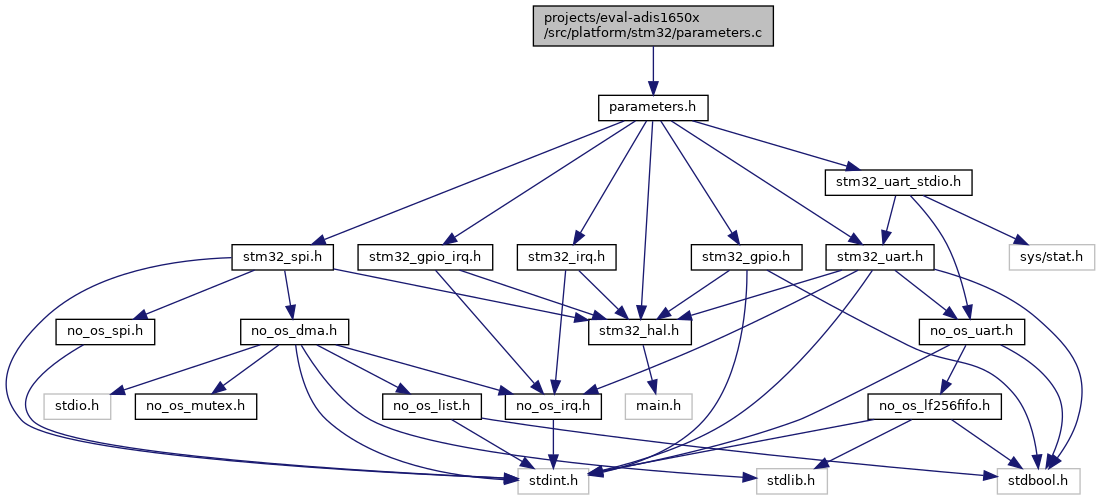 projects/eval-adis1650x
/src/platform/stm32/parameters.c
parameters.h
stm32_uart_stdio.h
stm32_spi.h
stm32_gpio_irq.h
stm32_irq.h
stm32_gpio.h
stm32_uart.h
sys/stat.h
no_os_spi.h
no_os_dma.h
stm32_hal.h
no_os_uart.h
stdio.h
no_os_mutex.h
no_os_list.h
no_os_irq.h
main.h
no_os_lf256fifo.h
stdint.h
stdlib.h
stdbool.h